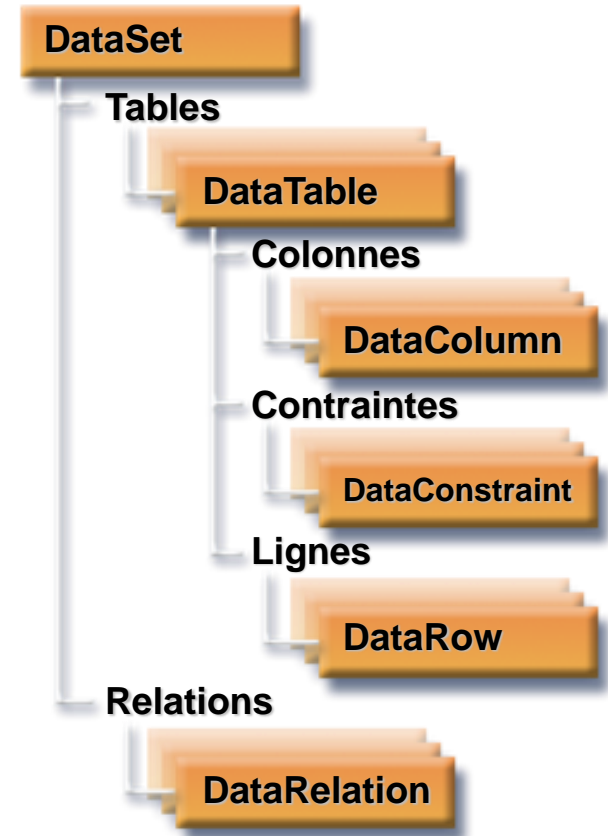 DataSet
Tables
DataTable
Colonnes
DataColumn
Contraintes
DataConstraint
Lignes
DataRow
Relations
DataRelation